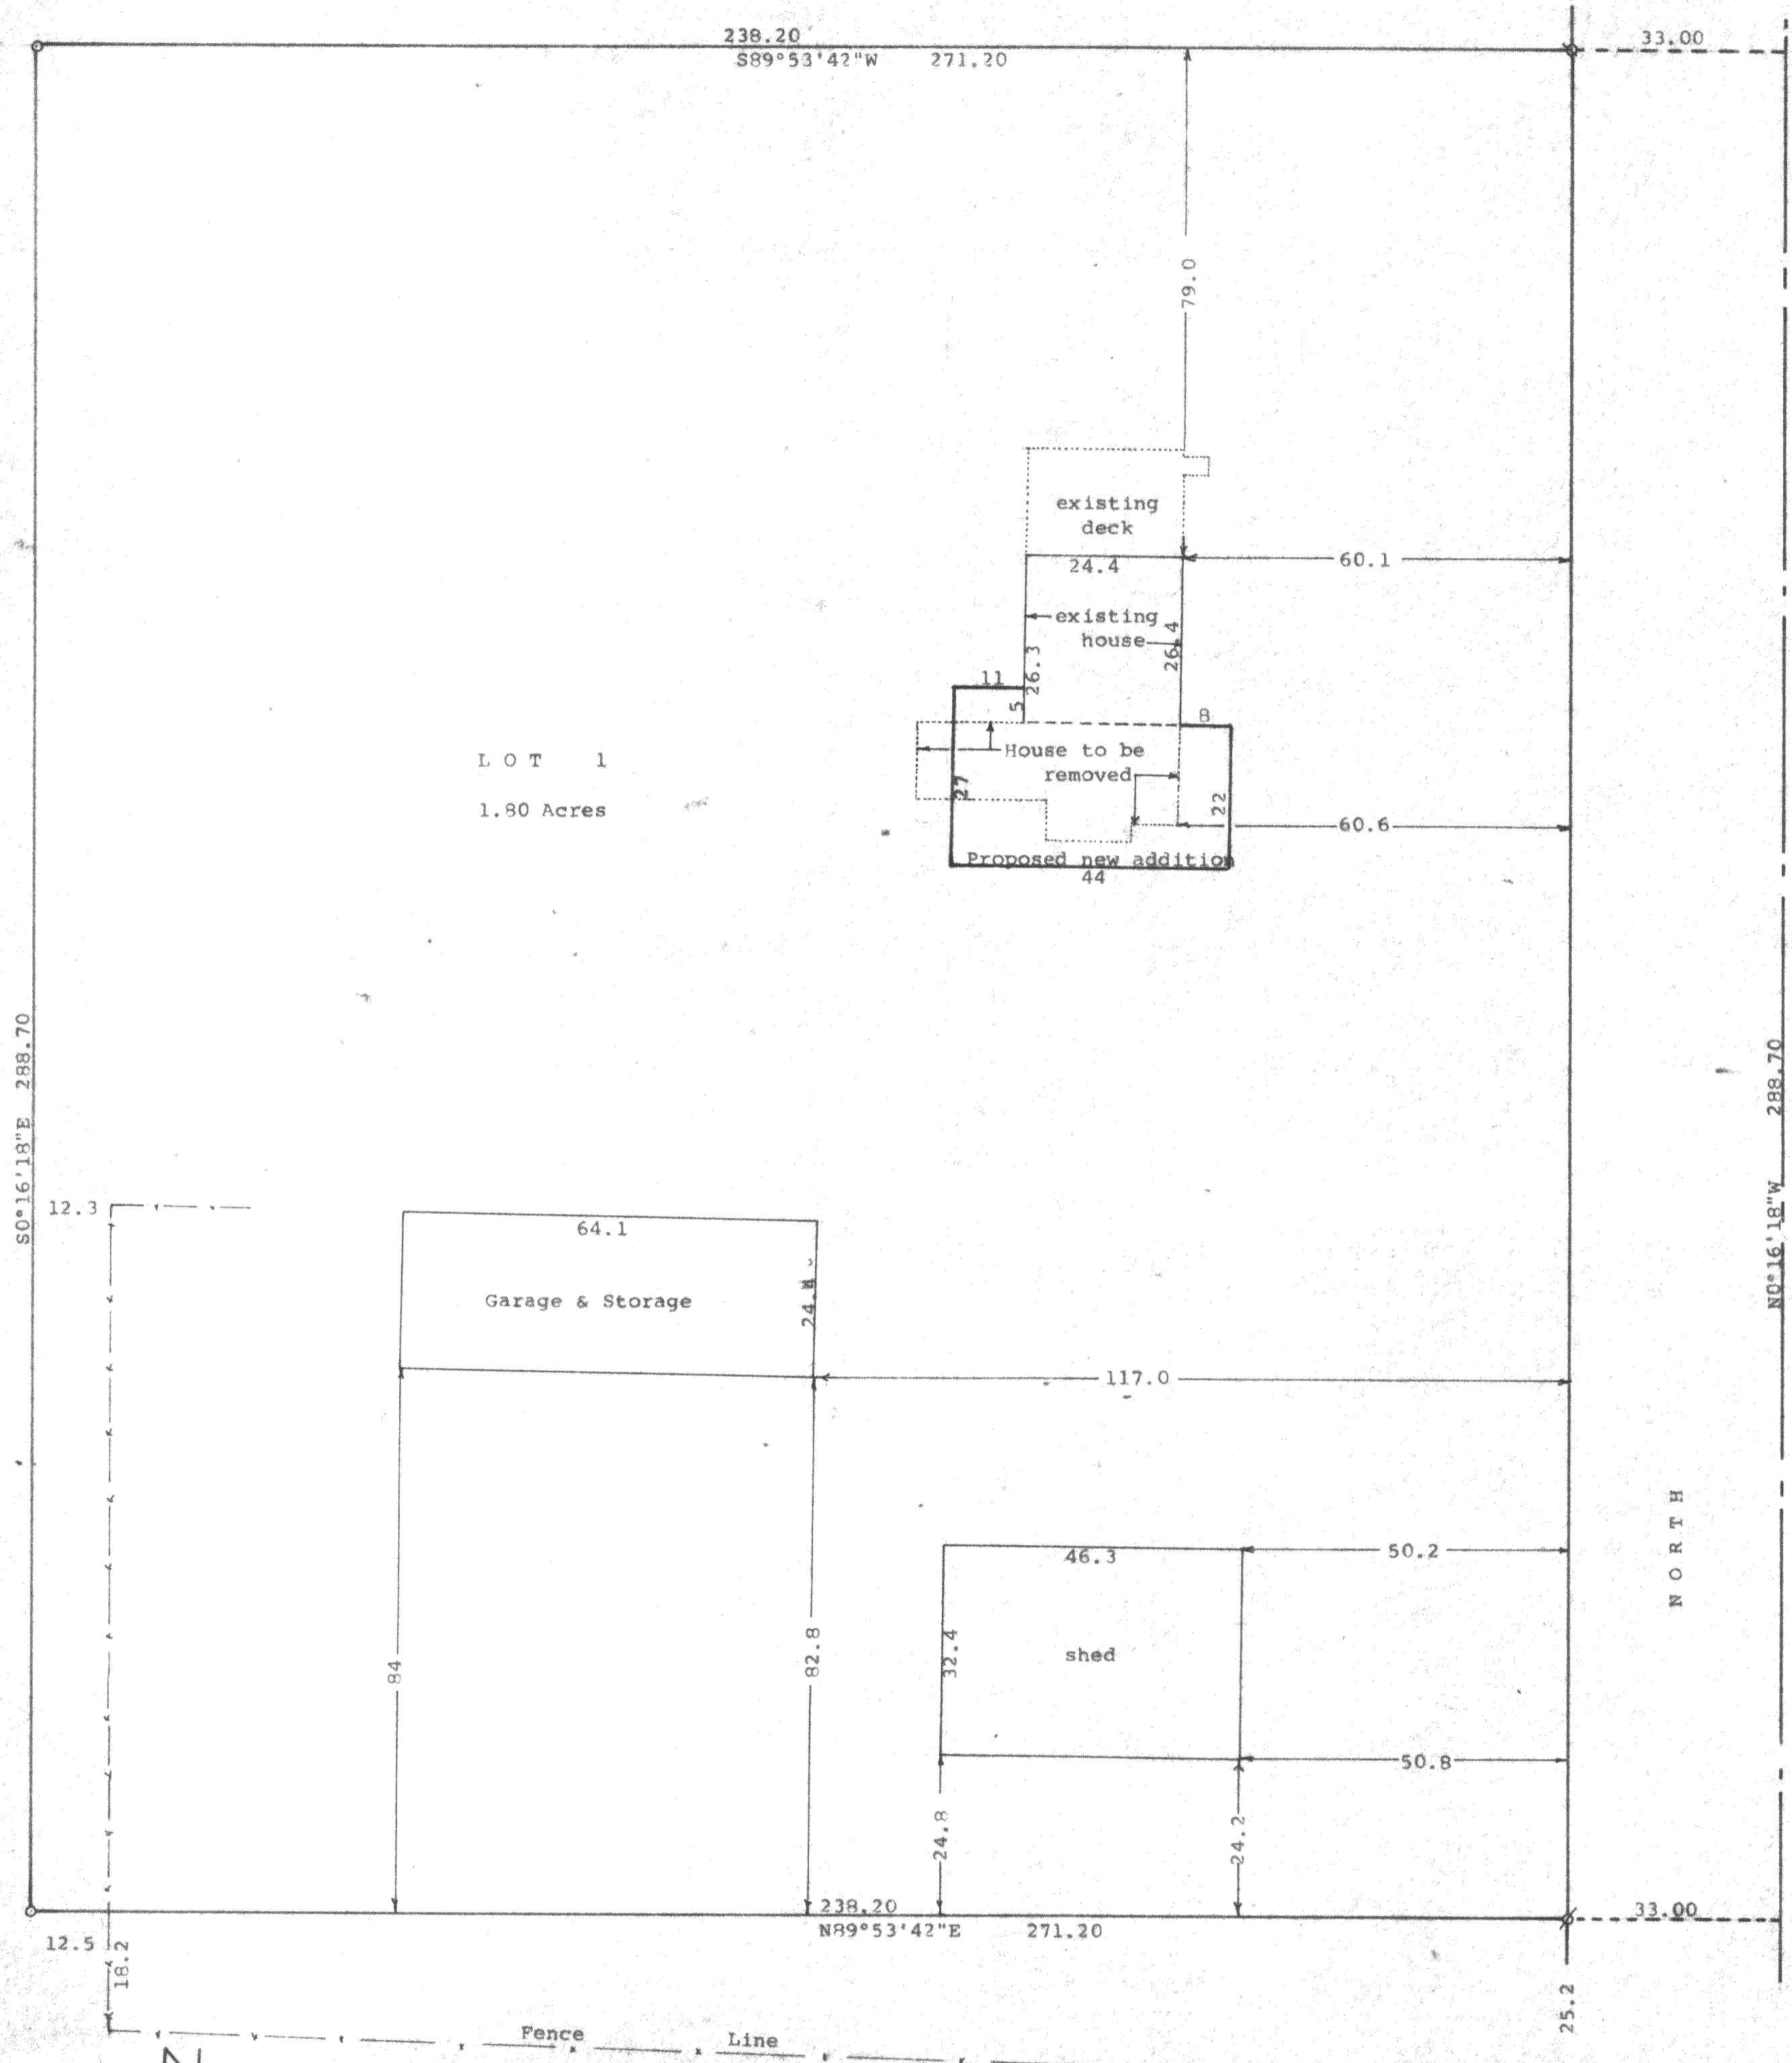 238.20
S89°53'42"W 271.20
33.00
79.0
existing
deck
24.4
60.1
existing
house
26.4
26.3
11
5
8
House to be
removed
27
22
60.6
Proposed new addition
44
LOT 1
1.80 Acres
S0°16'18"E 288.70
N0°16'18"W 288.70
12.3
64.1
Garage & Storage
117.0
NORTH
46.3
50.2
32.4
shed
84
82.8
50.8
24.8
24.2
238.20
N89°53'42"E 271.20
33.00
12.5
18.2
25.2
Fence Line